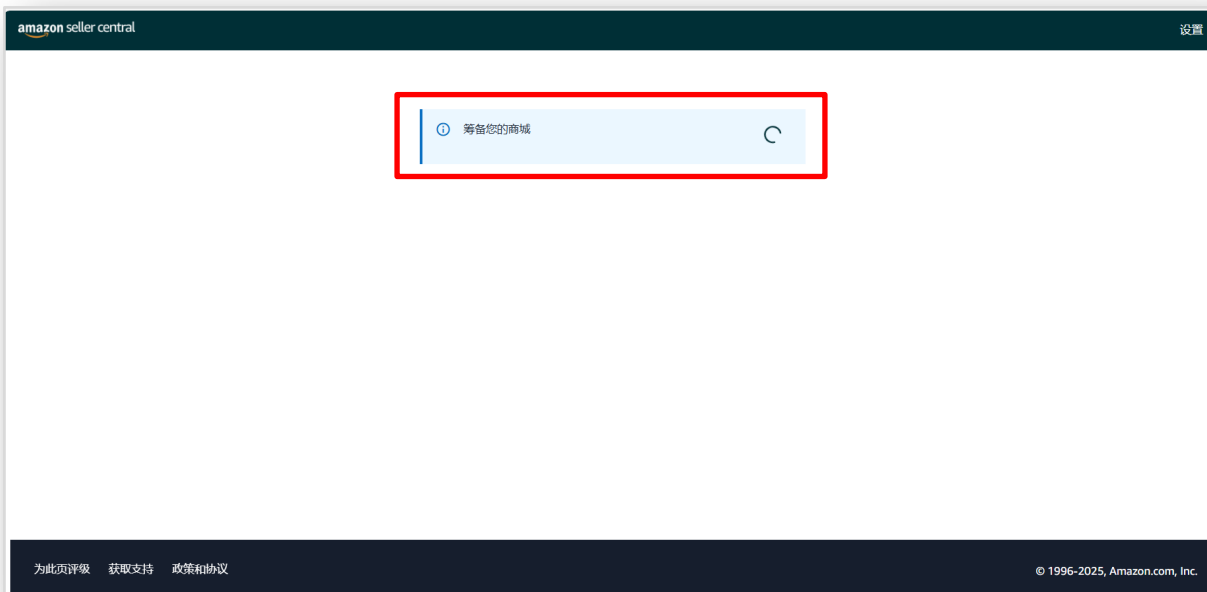 amazon seller central
设置
筹备您的商城
为此页评级 获取支持 政策和协议
© 1996-2025, Amazon.com, Inc.